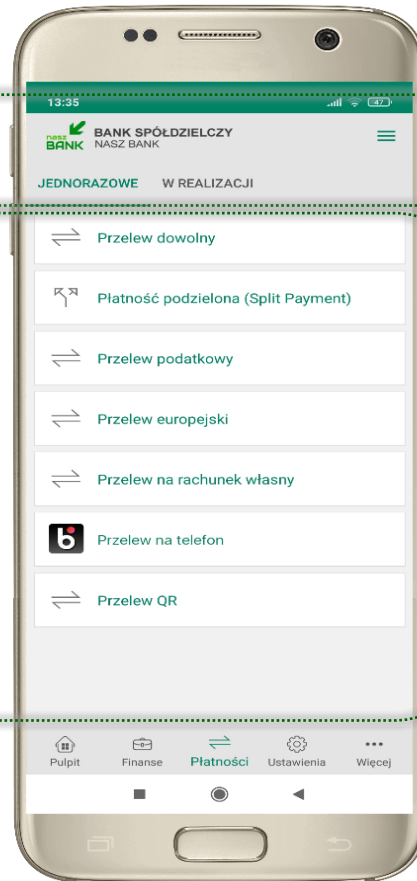 13:35
47
nasz BANK
BANK SPÓŁDZIELCZY
NASZ BANK
JEDNORAZOWE W REALIZACJI
Przelew dowolny
Płatność podzielona (Split Payment)
Przelew podatkowy
Przelew europejski
Przelew na rachunek własny
Przelew na telefon
Przelew QR
Pulpit Finanse Płatności Ustawienia Więcej